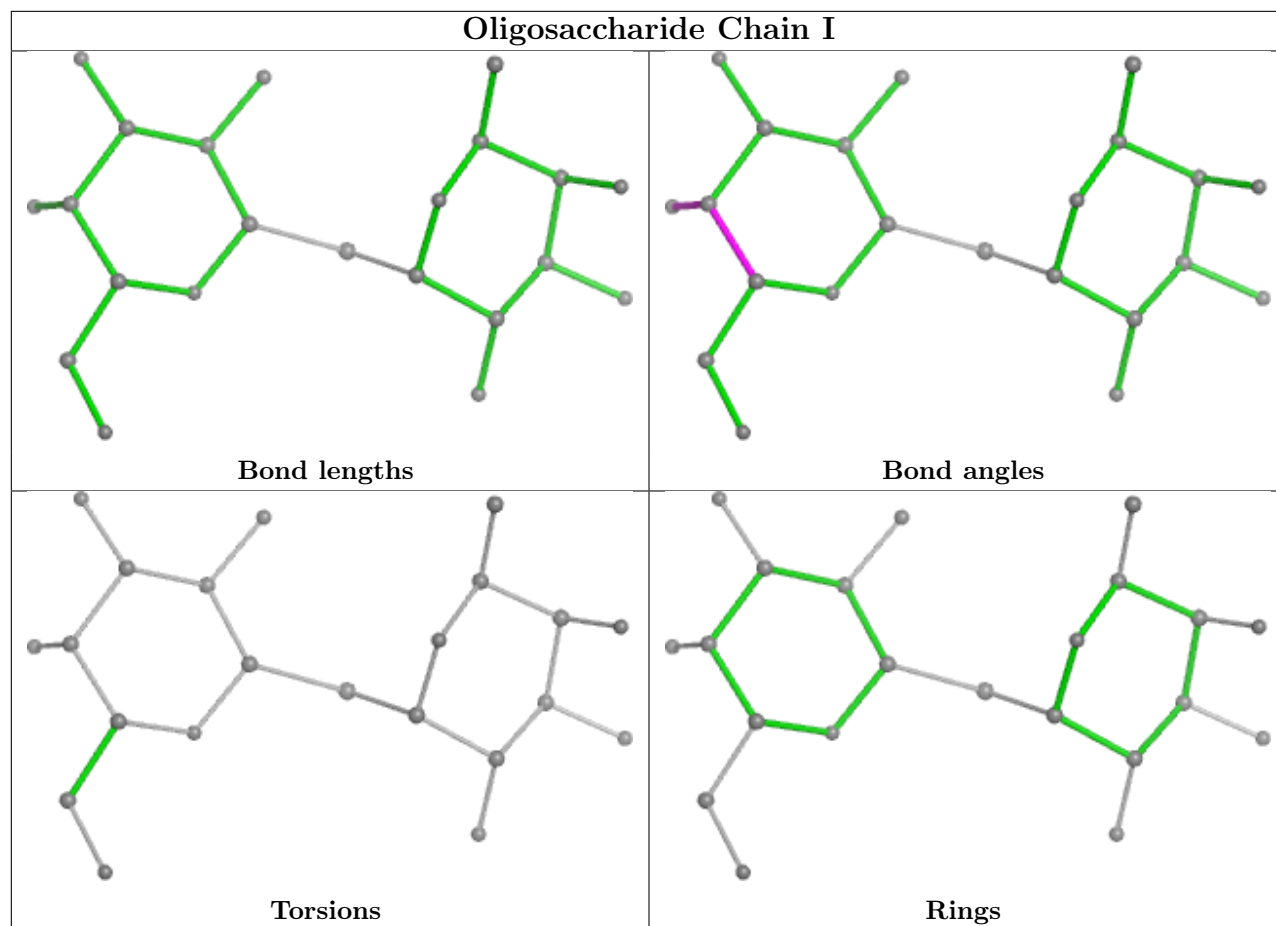 Oligosaccharide Chain I
Bond lengths
Bond angles
Torsions
Rings